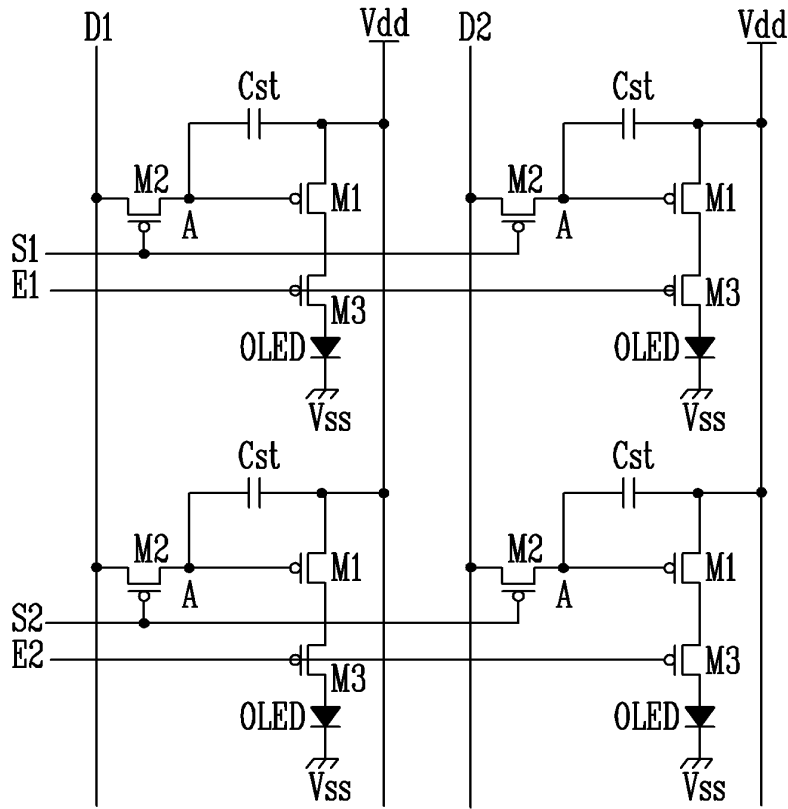 D1 Vdd D2 Vdd
Cst Cst
M2 M1 M2 M1
A A
S1
E1
M3 M3
OLED OLED
Vss Vss
Cst Cst
M2 M1 M2 M1
A A
S2
E2
M3 M3
OLED OLED
Vss Vss